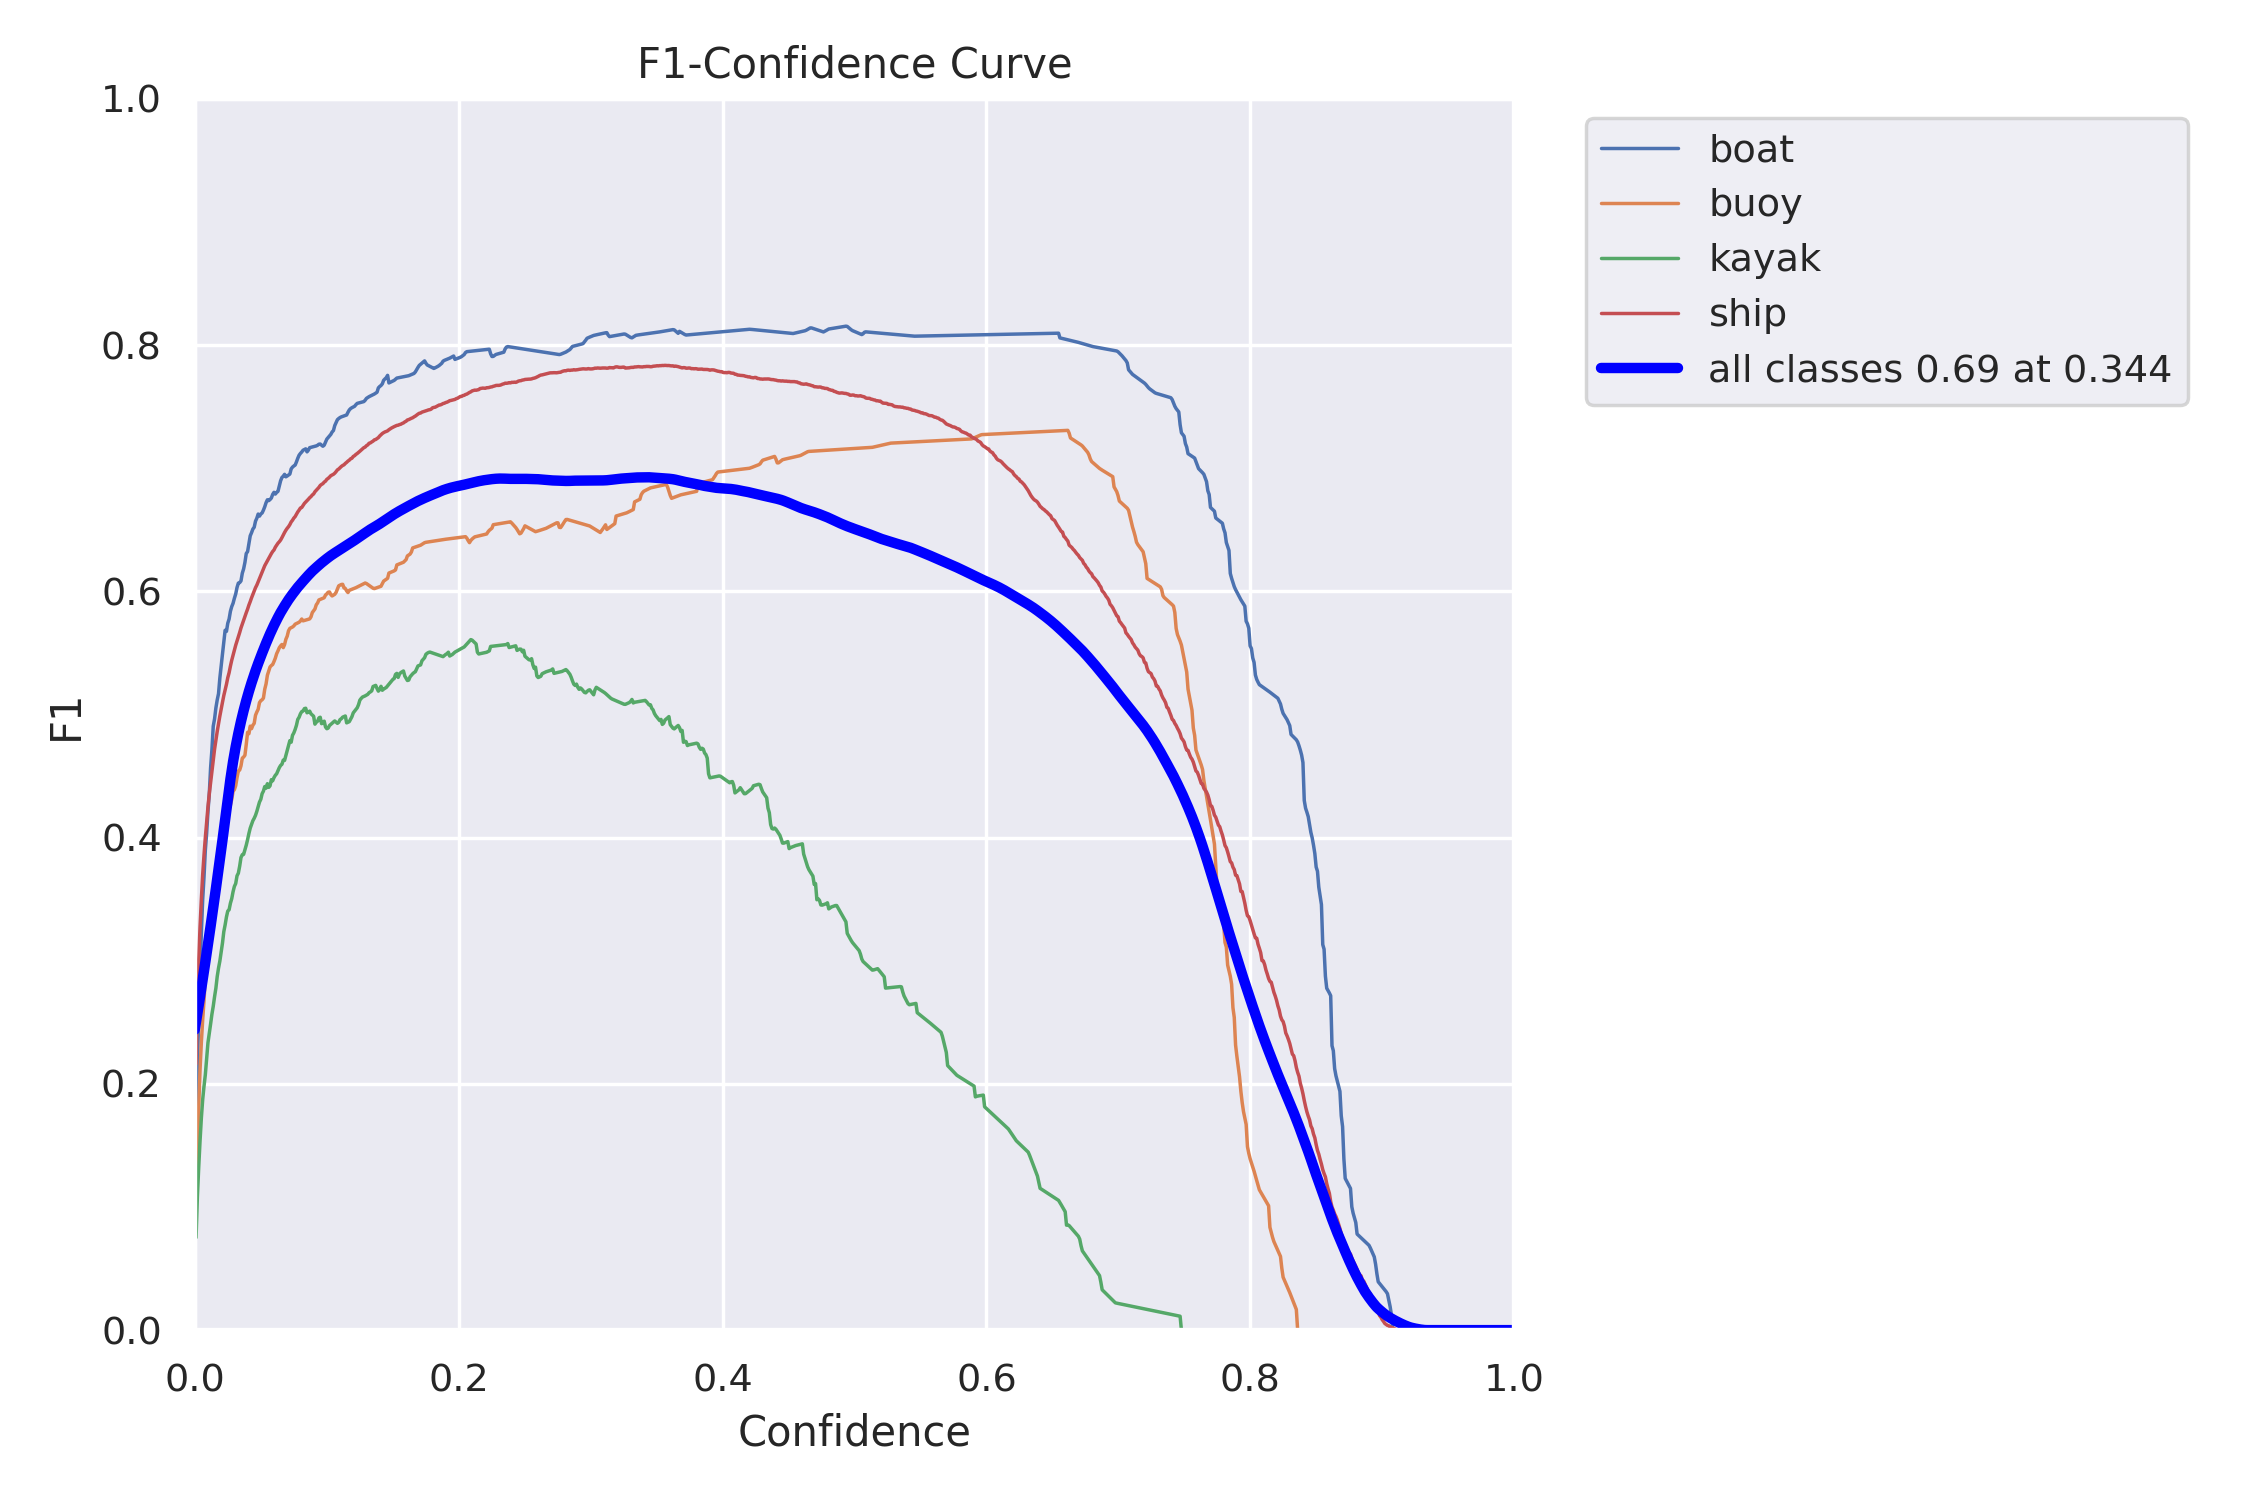 F1-Confidence Curve
1.0
0.8
0.6
0.4
0.2
0.0
F1
0.0 0.2 0.4 0.6 0.8 1.0
Confidence
boat
buoy
kayak
ship
all classes 0.69 at 0.344